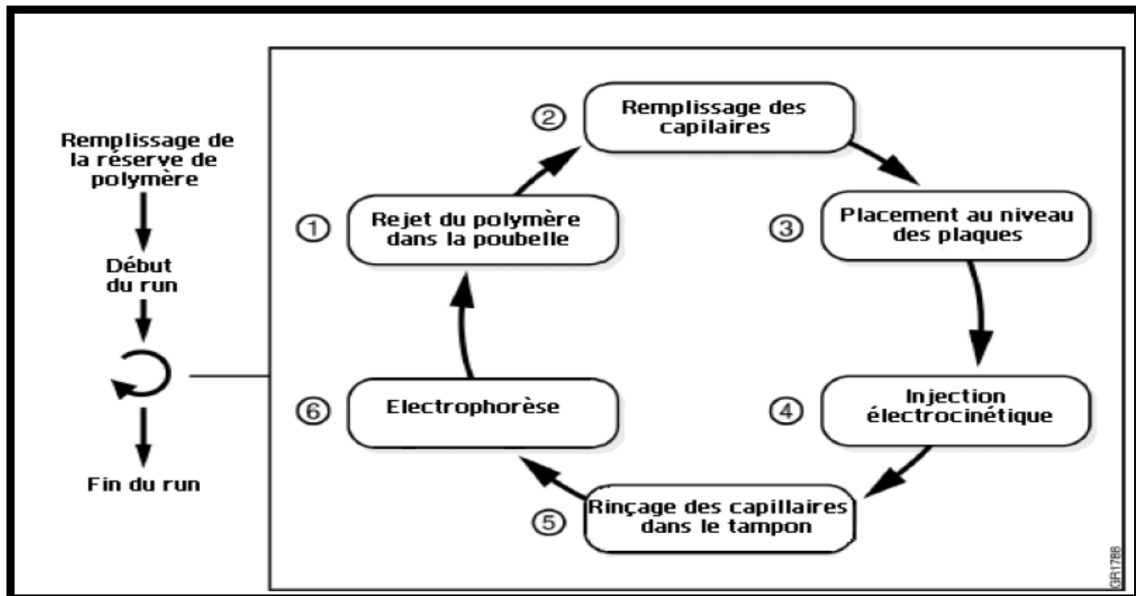 Remplissage de
la réserve de
polymère
Début
du run
Fin du run
① Rejet du polymère
dans la poubelle
② Remplissage des
capilaires
③ Placement au niveau
des plaques
④ Injection
électrocinétique
⑤ Rinçage des capillaires
dans le tampon
⑥ Electrophorèse
GR1788